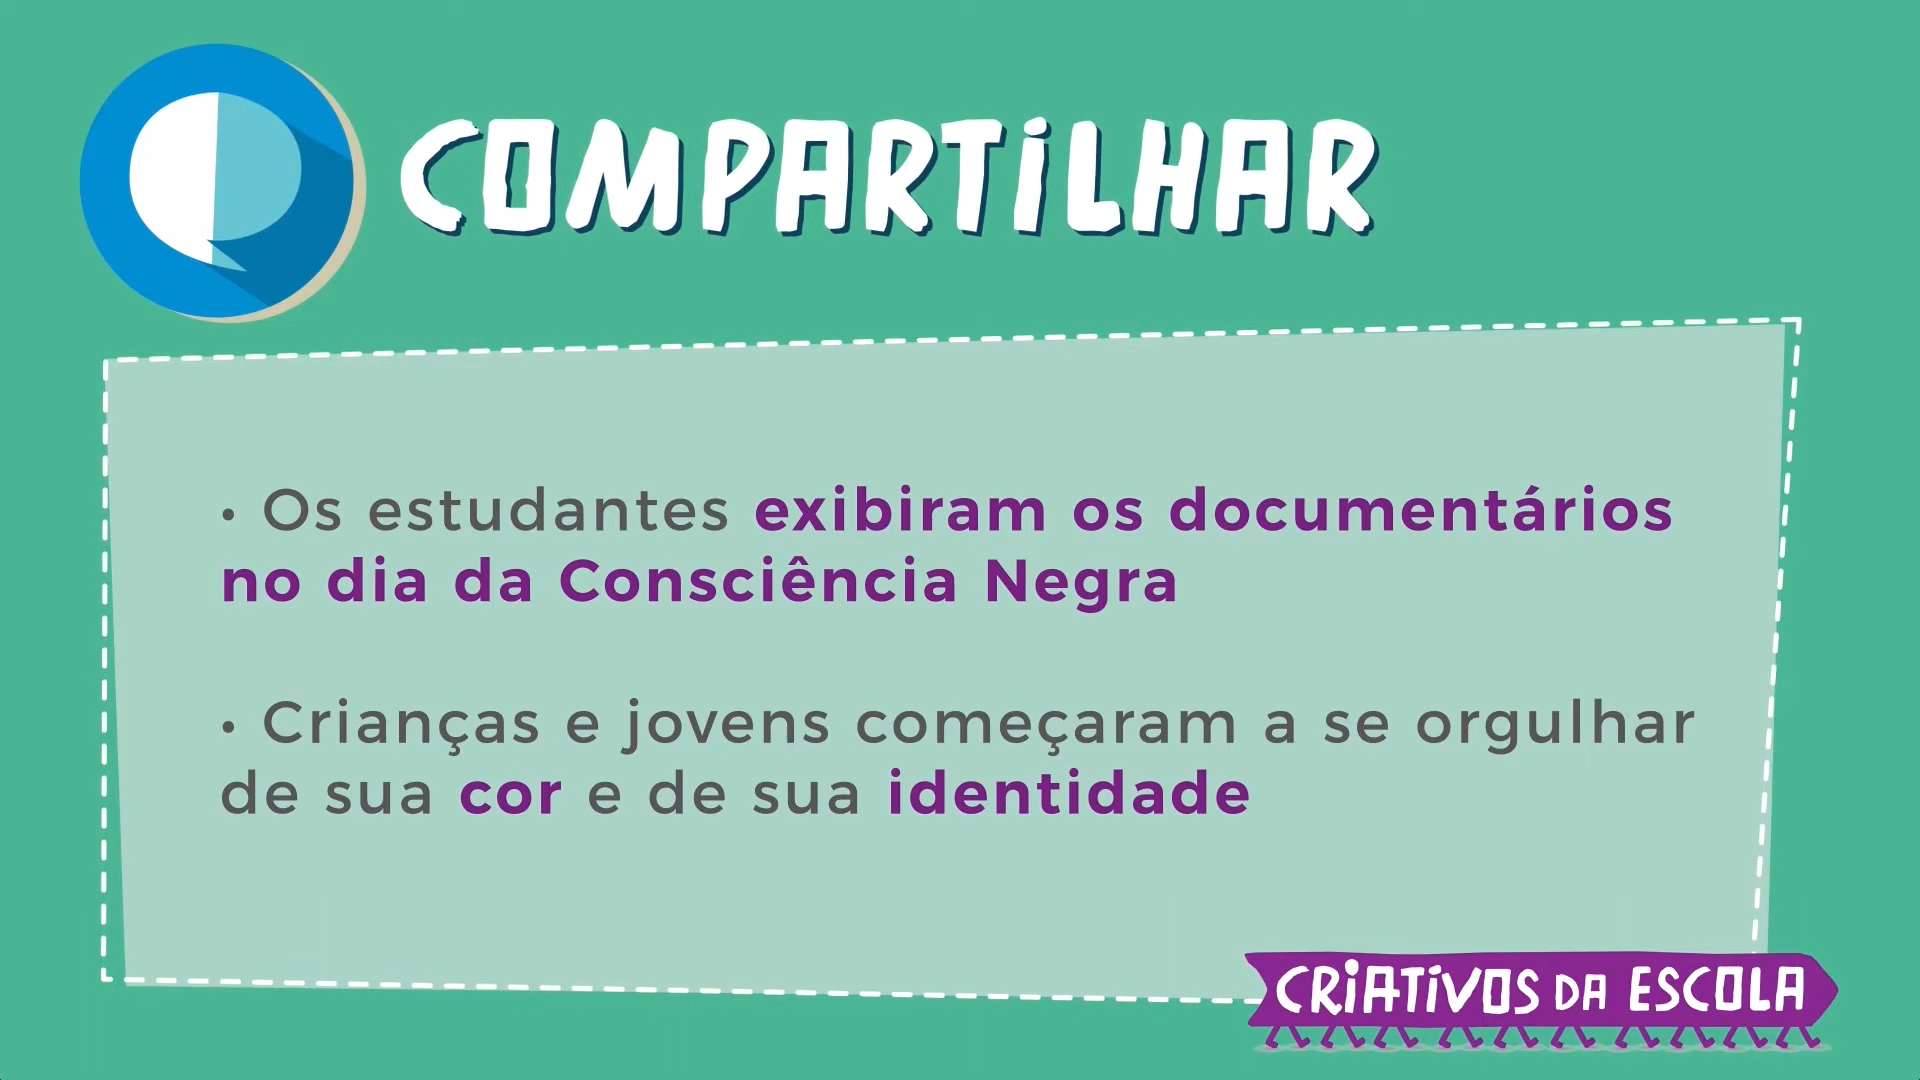 COMPARTILHAR
• Os estudantes exibiram os documentários
no dia da Consciência Negra
• Crianças e jovens começaram a se orgulhar
de sua cor e de sua identidade
CRIATIVOS DA ESCOLA